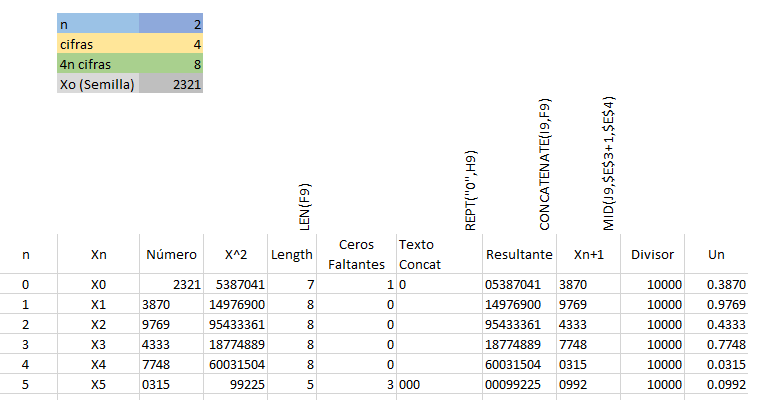 n 2
cifras 4
4n cifras 8
Xo (Semilla) 2321
LEN(F9)
REPT("0",H9)
CONCATENATE(I9,F9)
MID(J9,$E$3+1,$E$4)
n Xn Número X^2 Length Ceros Faltantes Texto Concat Resultante Xn+1 Divisor Un
0 X0 2321 5387041 7 1 0 05387041 3870 10000 0.3870
1 X1 3870 14976900 8 0 14976900 9769 10000 0.9769
2 X2 9769 95433361 8 0 95433361 4333 10000 0.4333
3 X3 4333 18774889 8 0 18774889 7748 10000 0.7748
4 X4 7748 60031504 8 0 60031504 0315 10000 0.0315
5 X5 0315 99225 5 3 000 00099225 0992 10000 0.0992